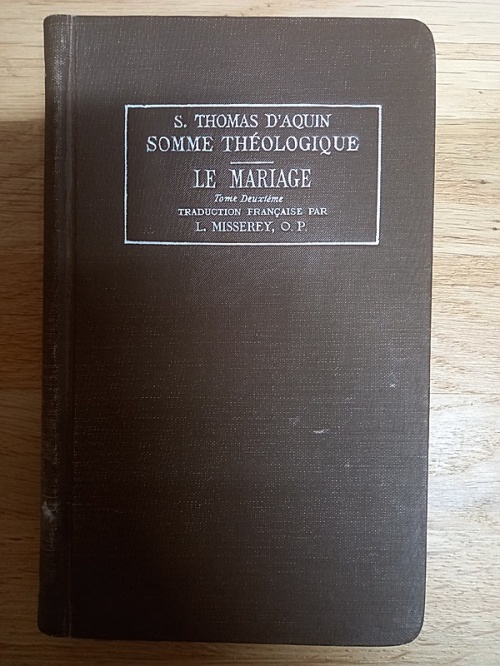 S. THOMAS D'AQUIN
SOMME THÉOLOGIQUE
LE MARIAGE
Tome Deuxième
TRADUCTION FRANÇAISE PAR
L. MISSEREY, O. P.